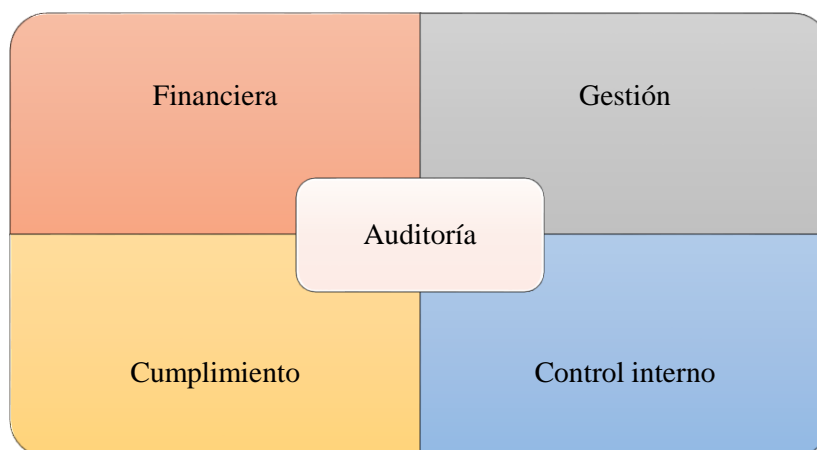 Financiera
Gestión
Auditoría
Cumplimiento
Control interno